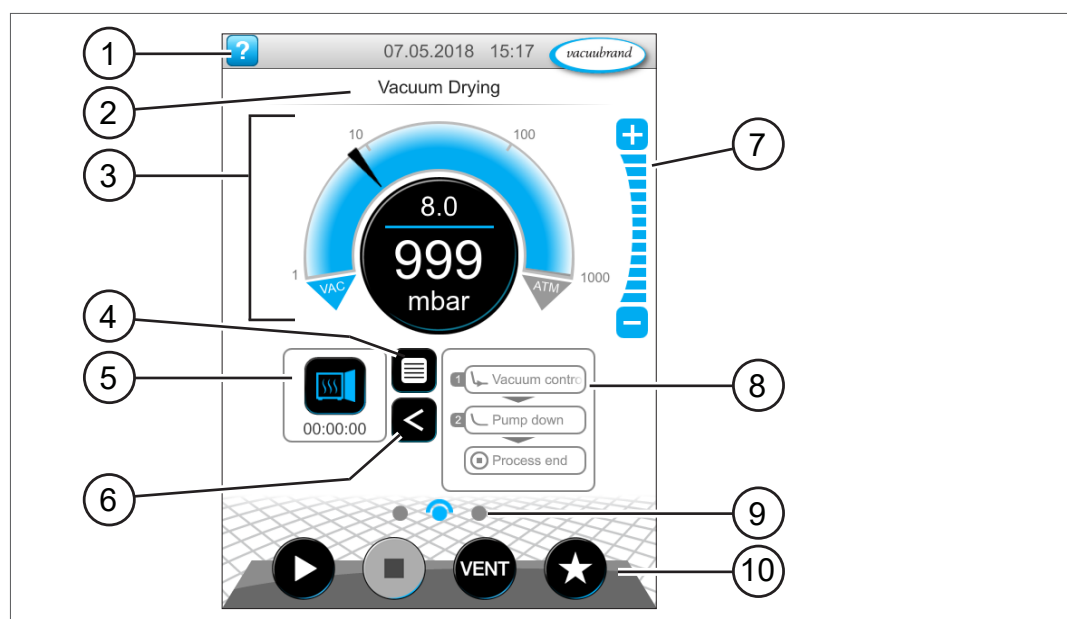 1
?
07.05.2018 15:17
vacuubrand
2
Vacuum Drying
3
10
100
+
7
8.0
999
mbar
1
1000
VAC
ATM
−
4
5
00:00:00
<
6
1 Vacuum contro
2 Pump down
Process end
8
9
VENT
10